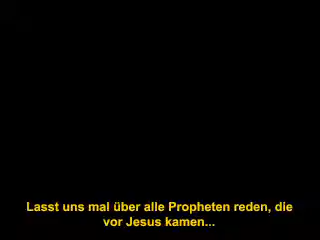 Lasst uns mal über alle Propheten reden, die
vor Jesus kamen...